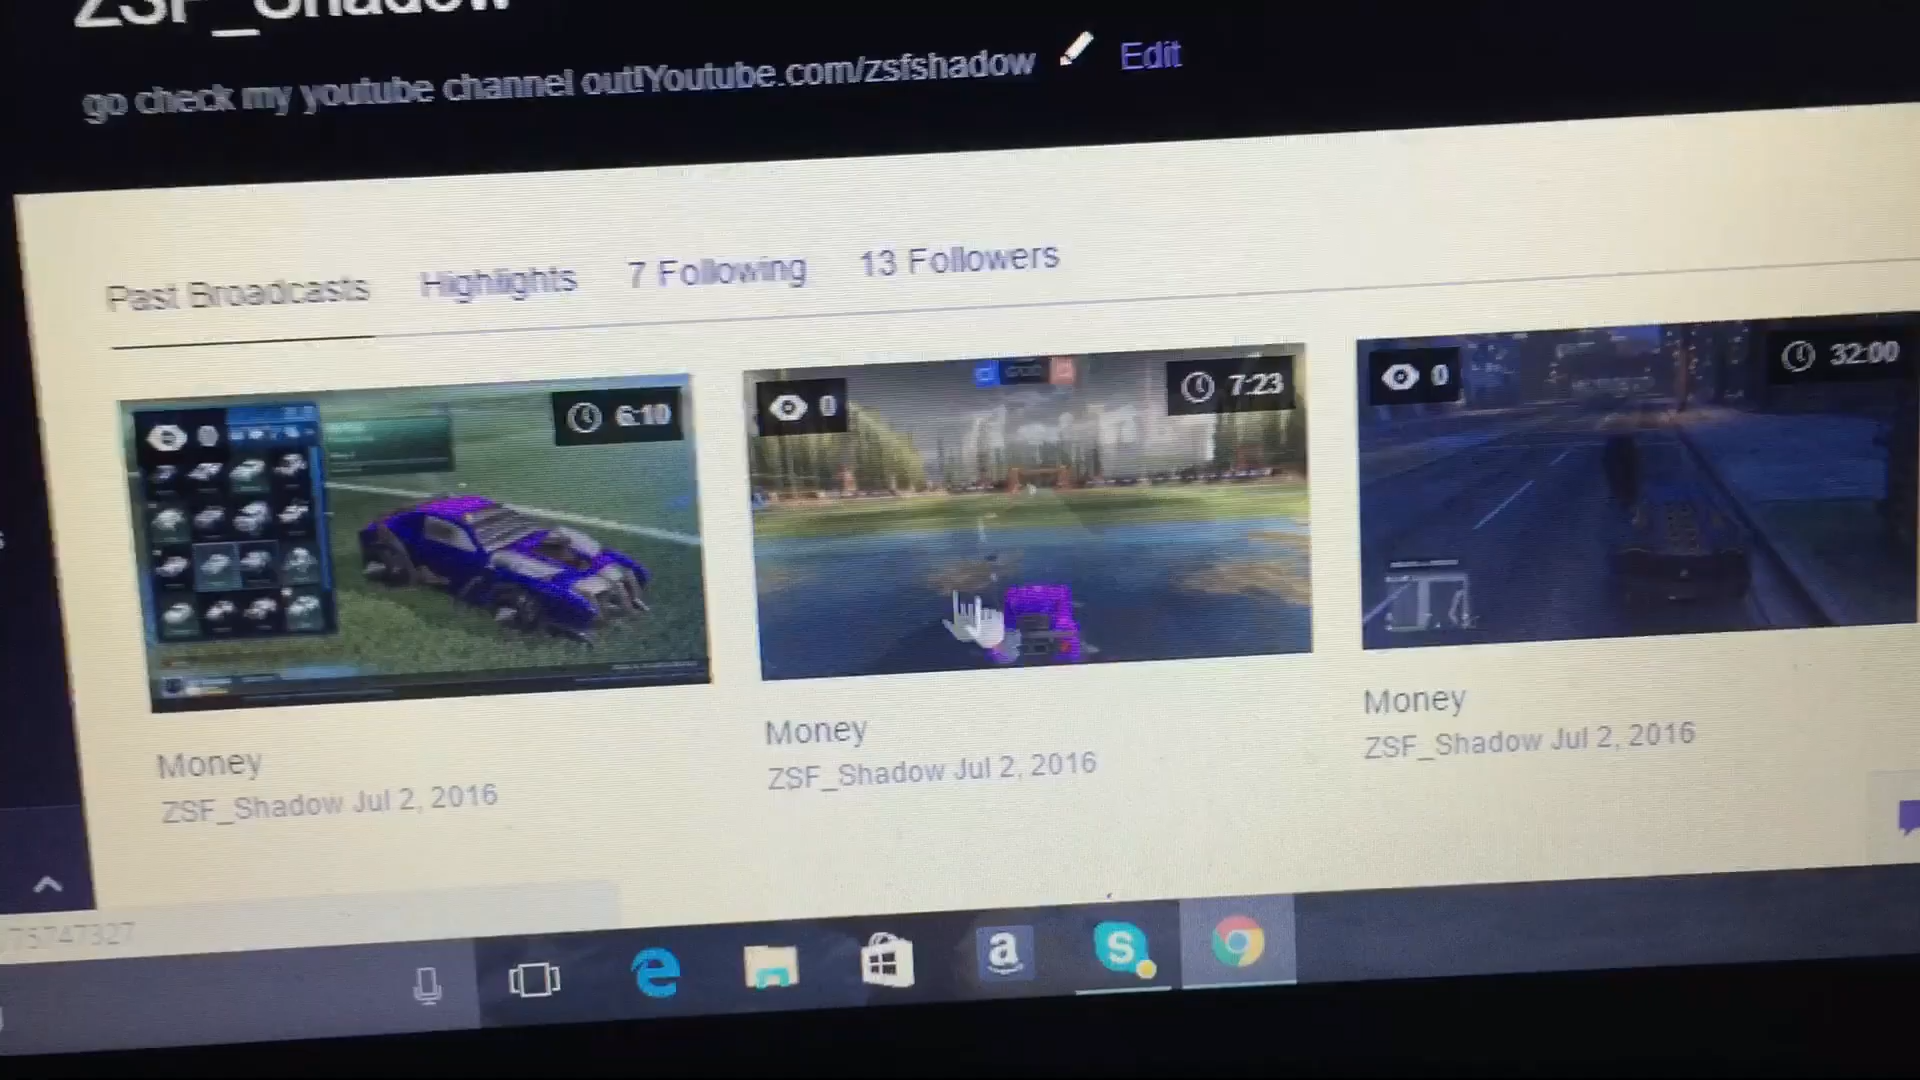 ZSF_Shadow
go check my youtube channel out!Youtube.com/zsfshadow Edit
Past Broadcasts Highlights 7 Following 13 Followers
0 6:10
0 7:23
0 32:00
Money
ZSF_Shadow Jul 2, 2016
Money
ZSF_Shadow Jul 2, 2016
Money
ZSF_Shadow Jul 2, 2016
75747327